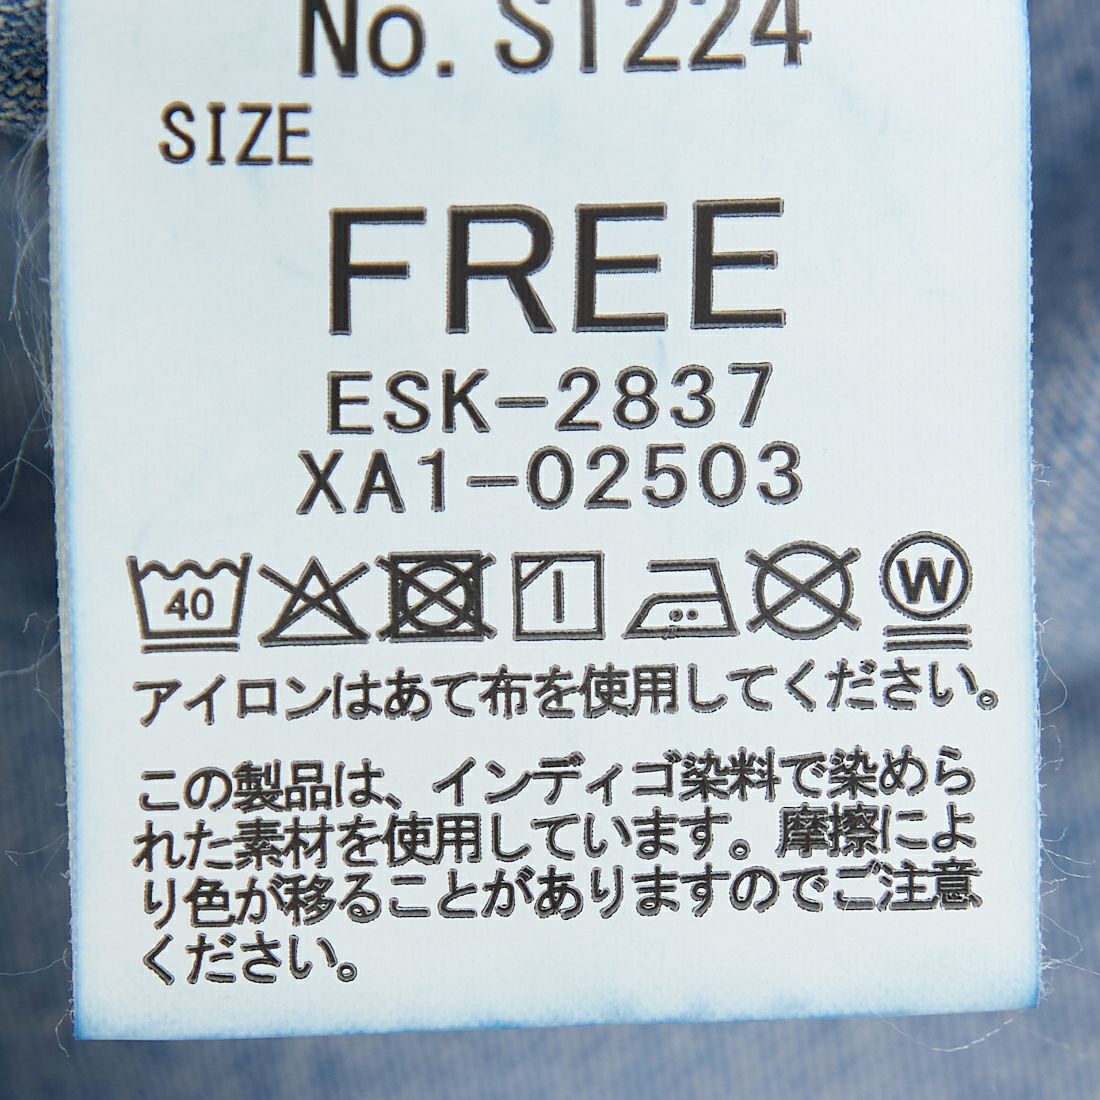 No. S1224
SIZE
FREE
ESK-2837
XA1-02503
40
W
アイロンはあて布を使用してください。
この製品は、インディゴ染料で染めら
れた素材を使用しています。摩擦によ
り色が移ることがありますのでご注意
ください。